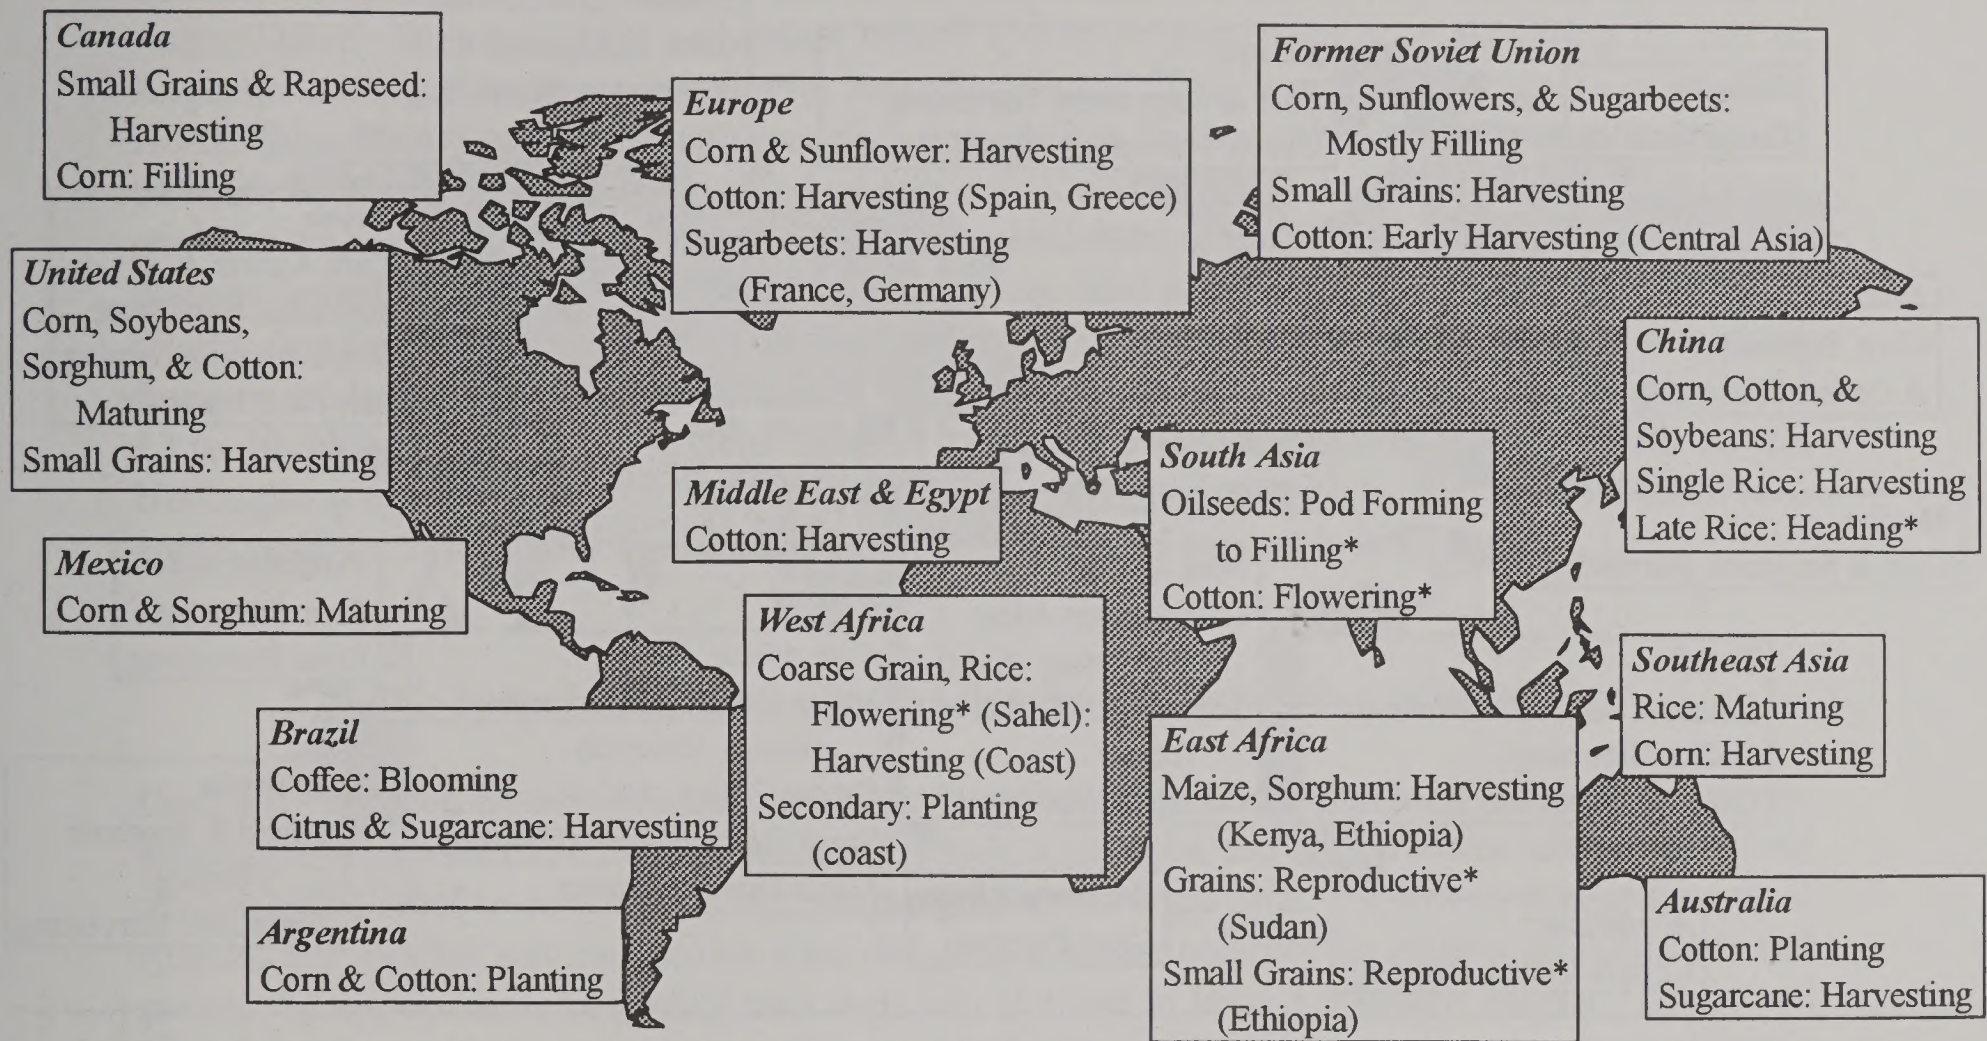 Canada
Small Grains & Rapeseed:
Harvesting
Corn: Filling
United States
Corn, Soybeans,
Sorghum, & Cotton:
Maturing
Small Grains: Harvesting
Mexico
Corn & Sorghum: Maturing
Brazil
Coffee: Blooming
Citrus & Sugarcane: Harvesting
Argentina
Corn & Cotton: Planting
Europe
Corn & Sunflower: Harvesting
Cotton: Harvesting (Spain, Greece)
Sugarbeets: Harvesting
(France, Germany)
Middle East & Egypt
Cotton: Harvesting
West Africa
Coarse Grain, Rice:
Flowering* (Sahel):
Harvesting (Coast)
Secondary: Planting
(coast)
Former Soviet Union
Corn, Sunflowers, & Sugarbeets:
Mostly Filling
Small Grains: Harvesting
Cotton: Early Harvesting (Central Asia)
South Asia
Oilseeds: Pod Forming
to Filling*
Cotton: Flowering*
East Africa
Maize, Sorghum: Harvesting
(Kenya, Ethiopia)
Grains: Reproductive*
(Sudan)
Small Grains: Reproductive*
(Ethiopia)
China
Corn, Cotton, &
Soybeans: Harvesting
Single Rice: Harvesting
Late Rice: Heading*
Southeast Asia
Rice: Maturing
Corn: Harvesting
Australia
Cotton: Planting
Sugarcane: Harvesting